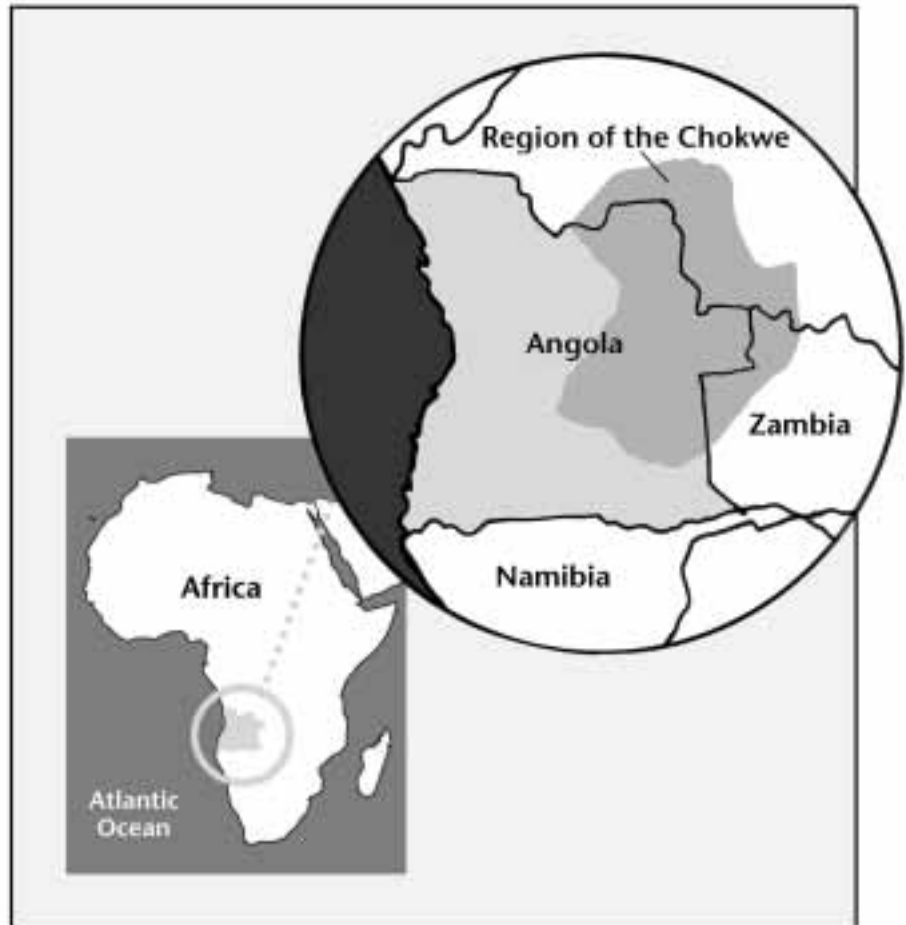 Region of the Chokwe
Angola
Zambia
Namibia
Africa
Atlantic
Ocean